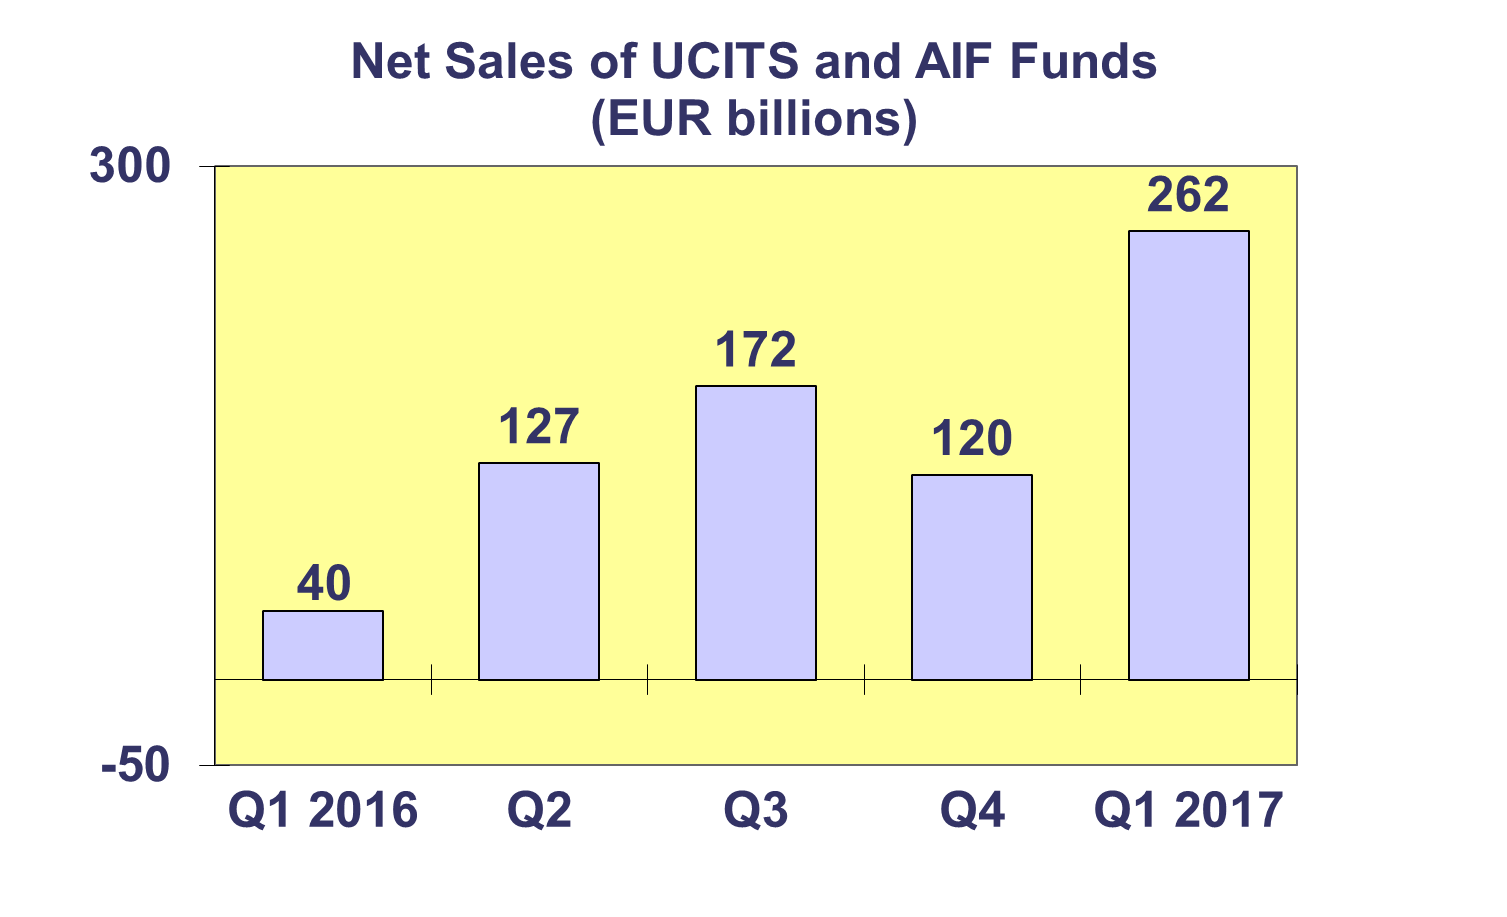 Net Sales of UCITS and AIF Funds
(EUR billions)
300
262
172
127
120
40
-50
Q1 2016 Q2 Q3 Q4 Q1 2017